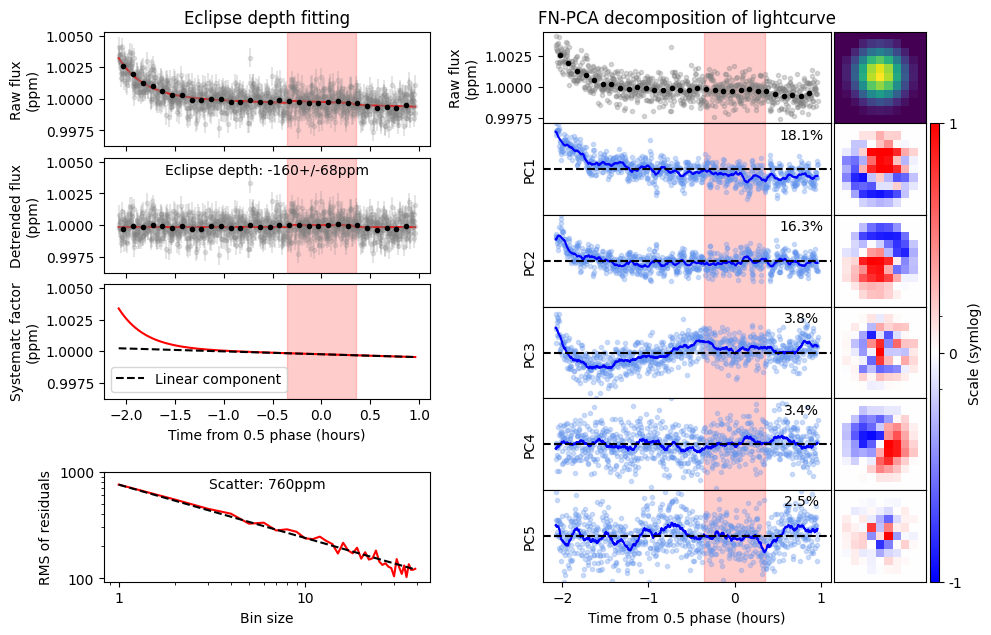 Eclipse depth fitting
1.0050
1.0025
1.0000
0.9975
Raw flux
(ppm)
Eclipse depth: -160+/-68ppm
1.0050
1.0025
1.0000
0.9975
Detrended flux
(ppm)
1.0050
1.0025
1.0000
0.9975
Systematc factor
(ppm)
Linear component
-2.0 -1.5 -1.0 -0.5 0.0 0.5 1.0
Time from 0.5 phase (hours)
Scatter: 760ppm
1000
100
RMS of residuals
1 10
Bin size
FN-PCA decomposition of lightcurve
1.0025
1.0000
0.9975
Raw flux
(ppm)
PC1
18.1%
PC2
16.3%
PC3
3.8%
PC4
3.4%
PC5
2.5%
−2 −1 0 1
Time from 0.5 phase (hours)
1
0
-1
Scale (symlog)